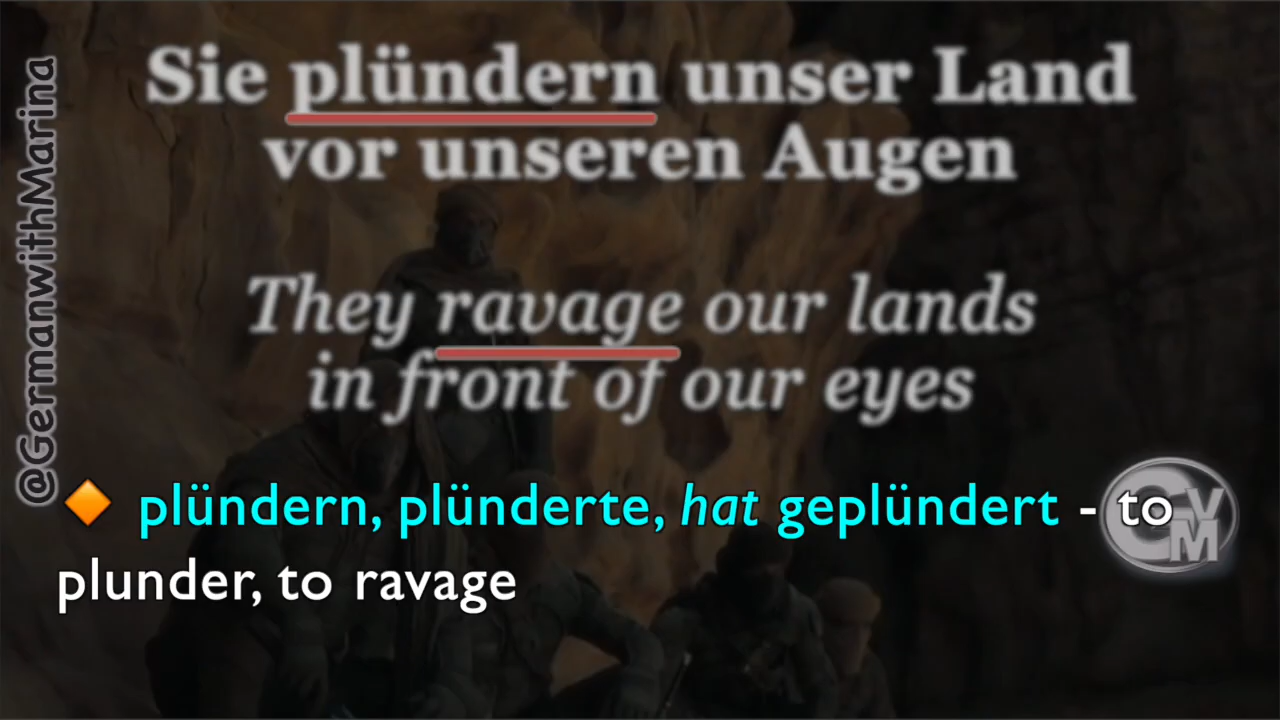 Sie plündern unser Land
vor unseren Augen
They ravage our lands
in front of our eyes
plündern, plünderte, hat geplündert - to
plunder, to ravage
@GermanwithMarina
GVM